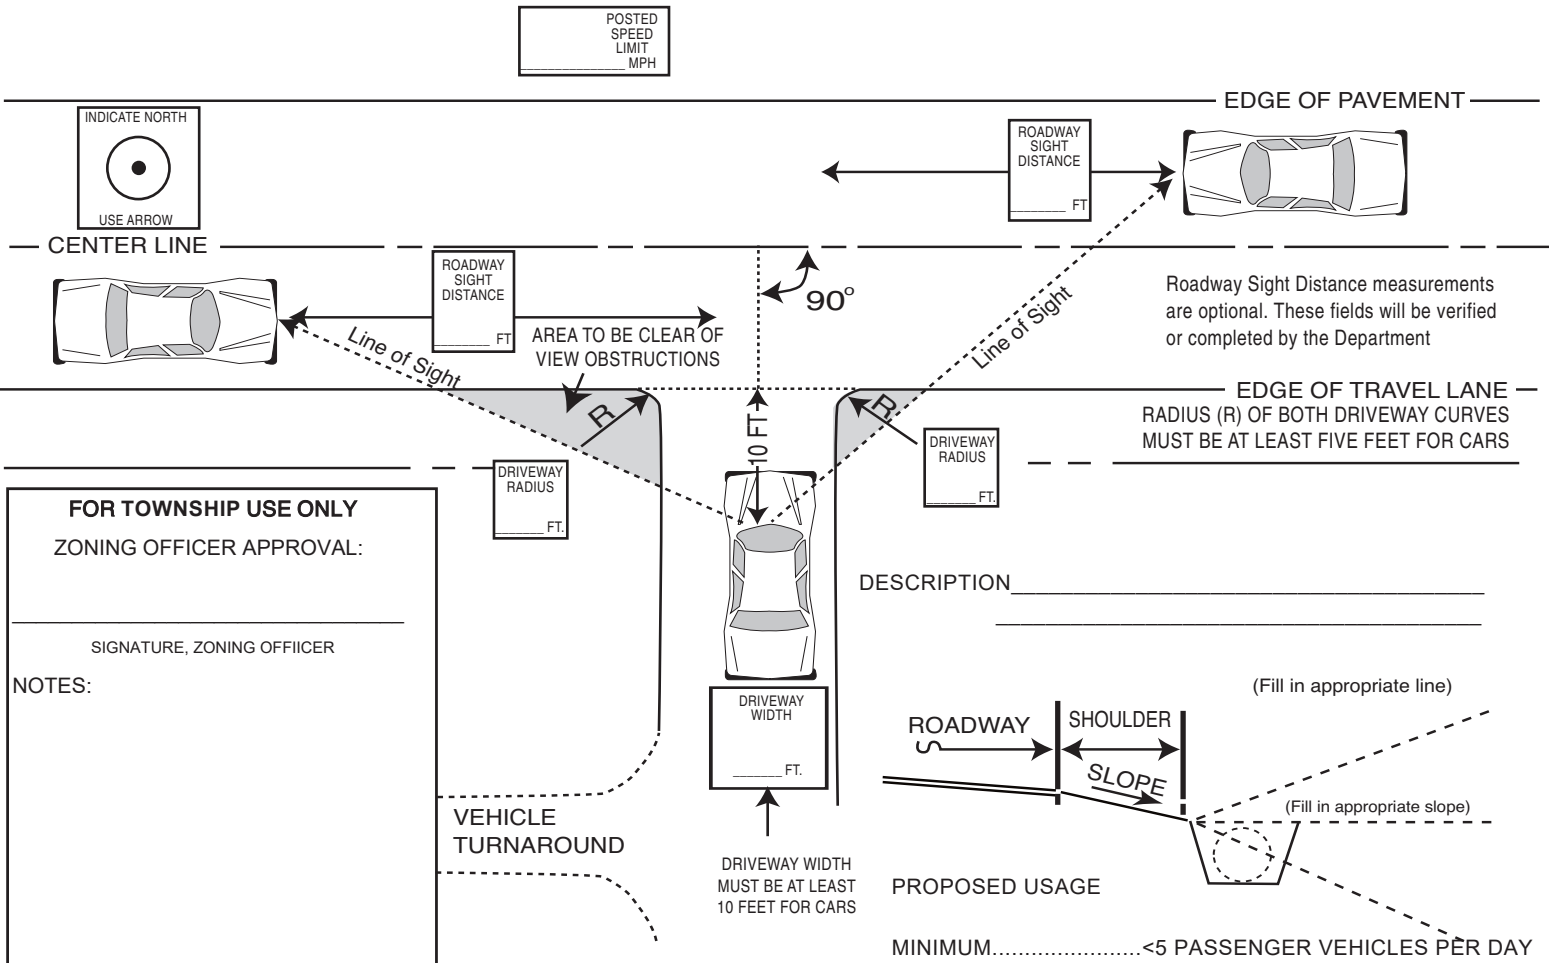 POSTED
SPEED
LIMIT
_______________ MPH
EDGE OF PAVEMENT
INDICATE NORTH
USE ARROW
ROADWAY
SIGHT
DISTANCE
________ FT
CENTER LINE
ROADWAY
SIGHT
DISTANCE
________ FT
90°
Roadway Sight Distance measurements
are optional. These fields will be verified
or completed by the Department
Line of Sight
AREA TO BE CLEAR OF
VIEW OBSTRUCTIONS
Line of Sight
EDGE OF TRAVEL LANE
RADIUS (R) OF BOTH DRIVEWAY CURVES
MUST BE AT LEAST FIVE FEET FOR CARS
R
10 FT
R
DRIVEWAY
RADIUS
_______ FT.
DRIVEWAY
RADIUS
_______ FT.
FOR TOWNSHIP USE ONLY
ZONING OFFICER APPROVAL:
SIGNATURE, ZONING OFFIICER
NOTES:
DESCRIPTION______________________________________
_______________________________________
DRIVEWAY
WIDTH
_______ FT.
(Fill in appropriate line)
ROADWAY
SHOULDER
SLOPE
(Fill in appropriate slope)
VEHICLE
TURNAROUND
DRIVEWAY WIDTH
MUST BE AT LEAST
10 FEET FOR CARS
PROPOSED USAGE
MINIMUM.......................<5 PASSENGER VEHICLES PER DAY